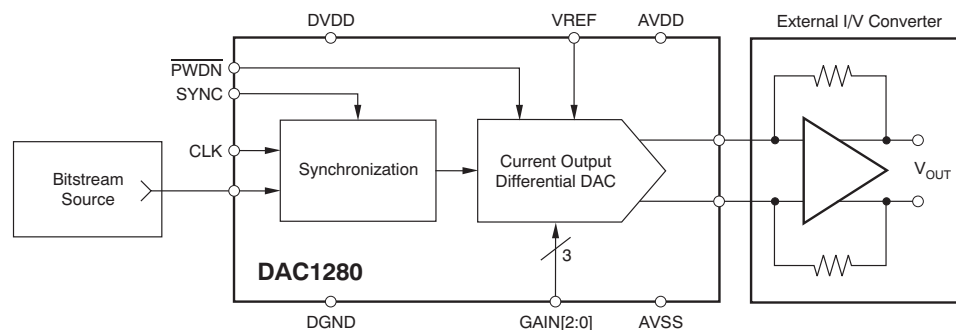 DVDD
VREF
AVDD
External I/V Converter
PWDN
SYNC
CLK
Bitstream
Source
Synchronization
Current Output
Differential DAC
VOUT
3
DAC1280
DGND
GAIN[2:0]
AVSS